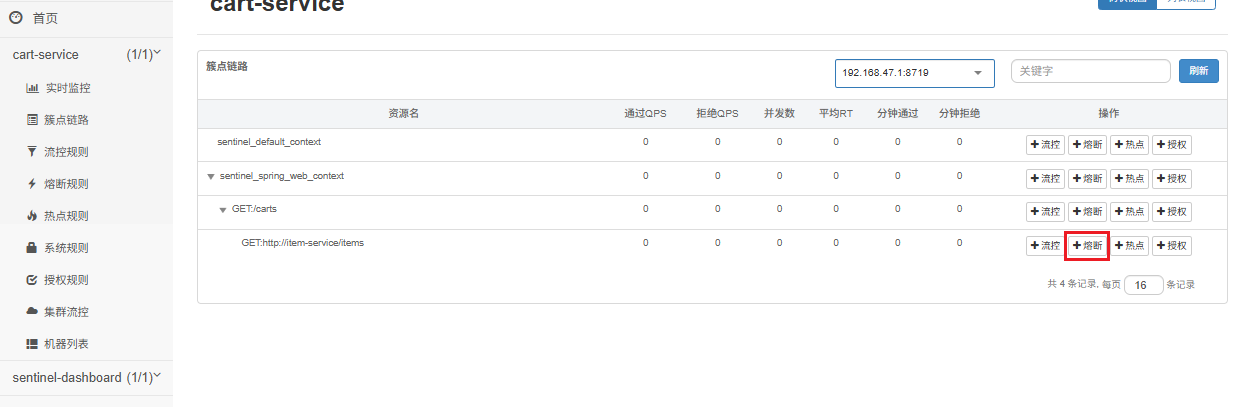 首页
cart-service (1/1)
实时监控
簇点链路
流控规则
熔断规则
热点规则
系统规则
授权规则
集群流控
机器列表
sentinel-dashboard (1/1)
cart-service
簇点链路 192.168.47.1:8719 关键字 刷新
资源名 通过QPS 拒绝QPS 并发数 平均RT 分钟通过 分钟拒绝 操作
sentinel_default_context 0 0 0 0 0 0 流控 熔断 热点 授权
sentinel_spring_web_context 0 0 0 0 0 0 流控 熔断 热点 授权
GET:/carts 0 0 0 0 0 0 流控 熔断 热点 授权
GET:http://item-service/items 0 0 0 0 0 0 流控 熔断 热点 授权
共 4 条记录, 每页 16 条记录